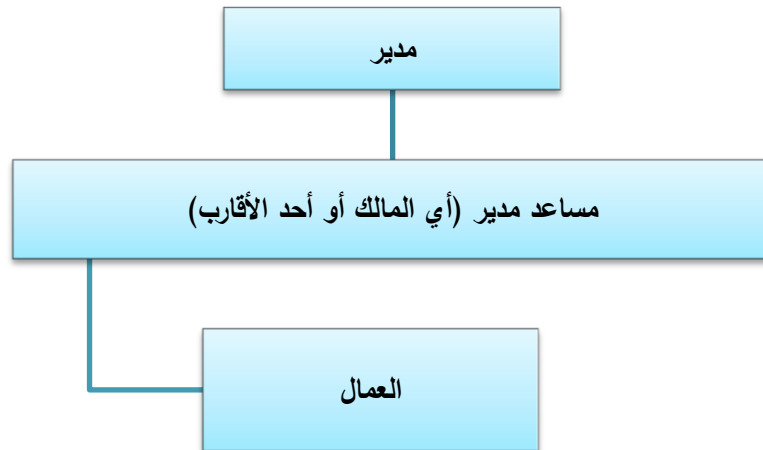 مدير
مساعد مدير (أي المالك أو أحد الأقارب)
العمال